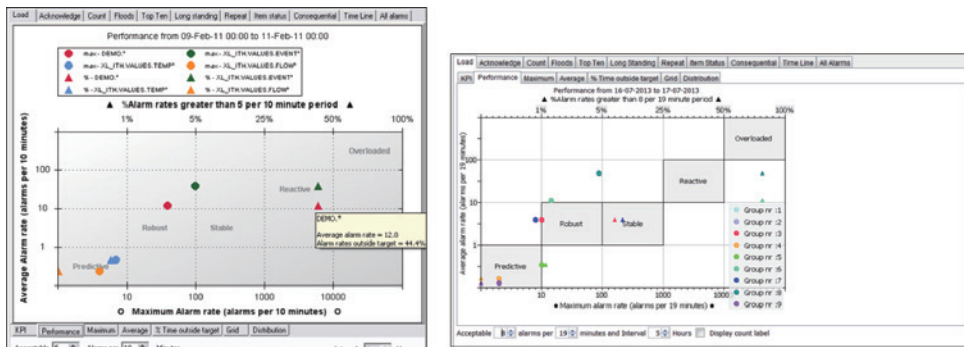 Load Acknowledge Count Floods Top Ten Long standing Repeat Item status Consequential Time Line All alarms
Performance from 09-Feb-11 00:00 to 11-Feb-11 00:00
max - DEMO.* max - XL_ITH.VALUES.EVENT*
max - XL_ITH.VALUES.TEMP* max - XL_ITH.VALUES.FLOW*
% - DEMO.* % - XL_ITH.VALUES.EVENT*
% - XL_ITH.VALUES.TEMP* % - XL_ITH.VALUES.FLOW*
%Alarm rates greater than 5 per 10 minute period
1% 5% 25% 50% 100%
Average Alarm rate (alarms per 10 minutes)
Overloaded
100
Reactive
10
DEMO.*
Robust Stable
Average alarm rate = 12.0
Alarm rates outside target = 44.4%
1
Predictive
10 100 1000 10000
Maximum Alarm rate (alarms per 10 minutes)
KPI Performance Maximum Average % Time outside target Grid Distribution
Load Acknowledge Count Floods Top Ten Long Standing Repeat Item Status Consequential Time Line All Alarms
KPI Performance Maximum Average % Time outside target Grid Distribution
Performance from 16-07-2013 to 17-07-2013
%Alarm rates greater than 8 per 19 minute period
1% 5% 25% 50% 100%
Average alarm rate (alarms per 19 minutes)
Overloaded
100
Reactive
10
Robust Stable
1
Predictive
Group nr :1
Group nr :2
Group nr :3
Group nr :4
Group nr :5
Group nr :6
Group nr :7
Group nr :8
Group nr :9
10 100 1000
Maximum alarm rate (alarms per 19 minutes)
Acceptable 8 alarms per 19 minutes and Interval 5 Hours Display count label